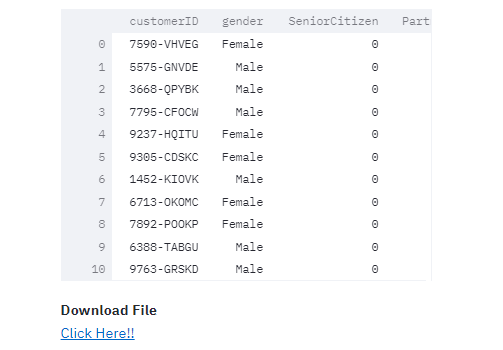 customerID gender SeniorCitizen Part
0 7590-VHVEG Female 0
1 5575-GNVDE Male 0
2 3668-QPYBK Male 0
3 7795-CFOCW Male 0
4 9237-HQITU Female 0
5 9305-CDSKC Female 0
6 1452-KIOVK Male 0
7 6713-OKOMC Female 0
8 7892-POOKP Female 0
9 6388-TABGU Male 0
10 9763-GRSKD Male 0
Download File
Click Here!!